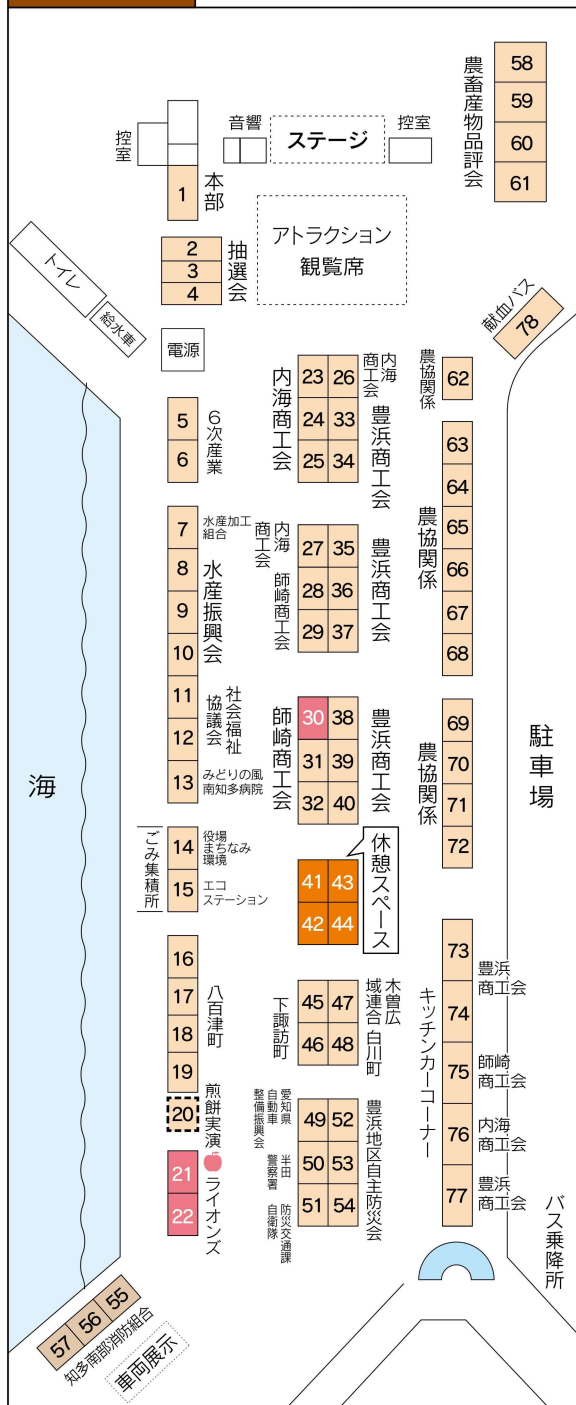 58
59
60
61
農畜産物品評会
音響
ステージ
控室
控室
1
本部
アトラクション
観覧席
2
3
4
抽選会
トイレ
給水車
電源
献血バス
78
23 26
24 33
25 34
内海商工会
内海
商工会
豊浜商工会
農協関係
62
5
6
6次産業
63
64
65
66
67
68
農協関係
7
8
9
10
11
12
13
水産加工
組合
水産振興会
社会福祉
協議会
みどりの風
南知多病院
内海
商工会
師崎商工会
27 35
28 36
29 37
豊浜商工会
師崎商工会
30 38
31 39
32 40
豊浜商工会
69
70
71
72
農協関係
駐車場
海
ごみ集積所
14
15
役場
まちなみ
環境
エコ
ステーション
41 43
42 44
休憩スペース
16
17
18
19
八百津町
下諏訪町
45 47
46 48
木曽広
域連合
白川町
キッチンカーコーナー
73
74
75
76
77
豊浜
商工会
師崎
商工会
内海
商工会
豊浜
商工会
20
煎餅実演
21
22
ライオンズ
愛知県
自動車
整備振興会
半田
警察署
防災交通課
自衛隊
49 52
50 53
51 54
豊浜地区自主防災会
バス乗降所
57 56 55
知多南部消防組合
車両展示